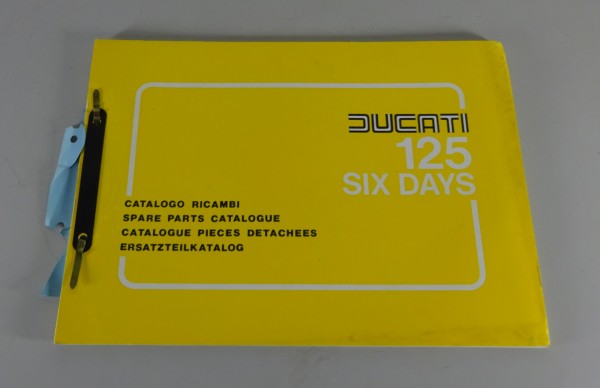 DUCATI
125
SIX DAYS
CATALOGO RICAMBI
SPARE PARTS CATALOGUE
CATALOGUE PIECES DETACHEES
ERSATZTEILKATALOG